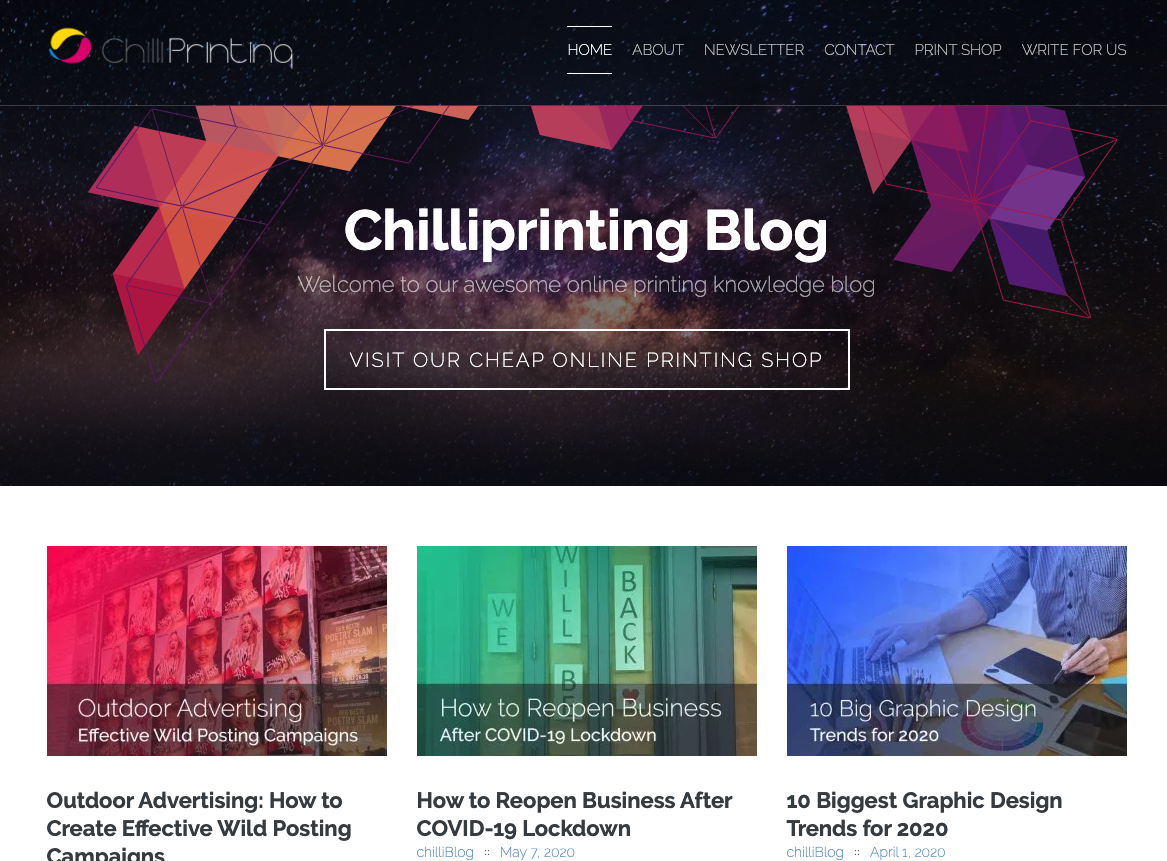 ChilliPrinting
HOME ABOUT NEWSLETTER CONTACT PRINT SHOP WRITE FOR US
Chilliprinting Blog
Welcome to our awesome online printing knowledge blog
VISIT OUR CHEAP ONLINE PRINTING SHOP
POETRY SLAM
Outdoor Advertising
Effective Wild Posting Campaigns
WE
WILL
BE
BACK
How to Reopen Business
After COVID-19 Lockdown
10 Big Graphic Design
Trends for 2020
Outdoor Advertising: How to
Create Effective Wild Posting
Campaigns
How to Reopen Business After
COVID-19 Lockdown
chilliBlog :: May 7, 2020
10 Biggest Graphic Design
Trends for 2020
chilliBlog :: April 1, 2020